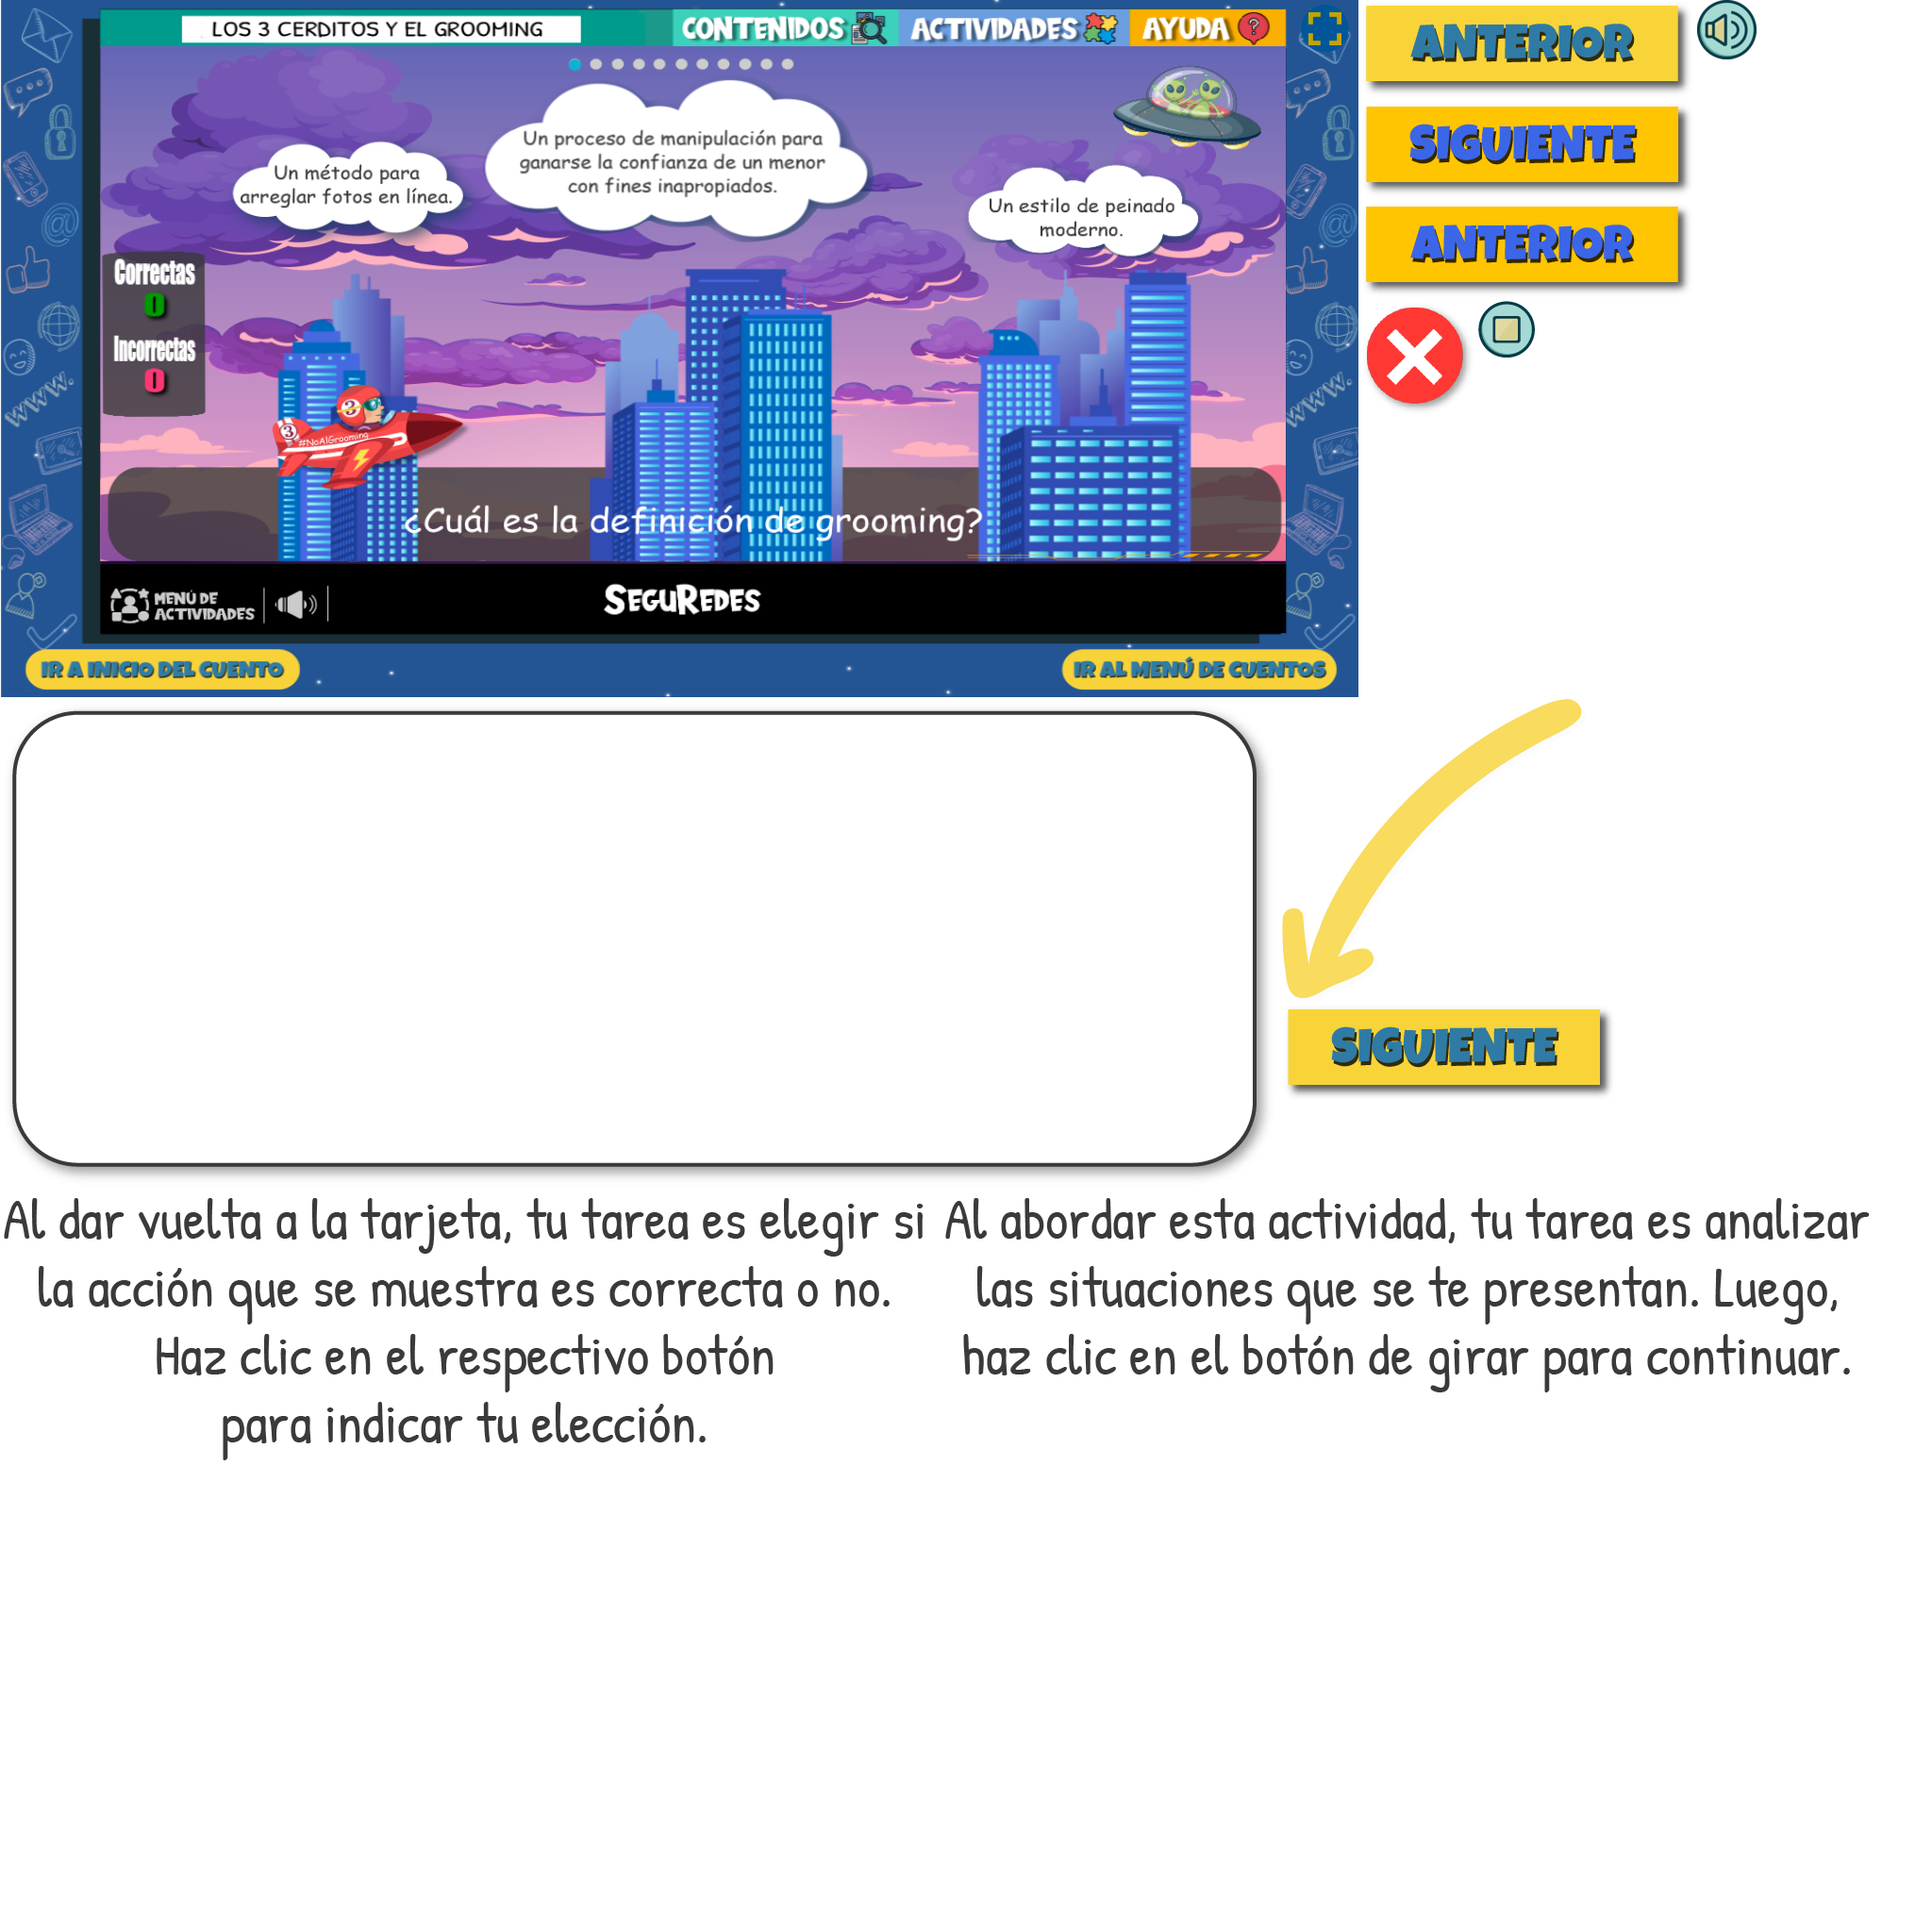 LOS 3 CERDITOS Y EL GROOMING
CONTENIDOS
ACTIVIDADES
AYUDA
?
Un método para
arreglar fotos en línea.
Un proceso de manipulación para
ganarse la confianza de un menor
con fines inapropiados.
Un estilo de peinado
moderno.
Correctas
0
Incorrectas
0
3
3
#NoAlGrooming
¿Cuál es la definición de grooming?
MENÚ DE
ACTIVIDADES
SEGUREDES
IR A INICIO DEL CUENTO
IR AL MENÚ DE CUENTOS
@
www.
@
www.
ANTERIOR
SIGUIENTE
ANTERIOR
SIGUIENTE
Al dar vuelta a la tarjeta, tu tarea es elegir si
la acción que se muestra es correcta o no.
Haz clic en el respectivo botón
para indicar tu elección.
Al abordar esta actividad, tu tarea es analizar
las situaciones que se te presentan. Luego,
haz clic en el botón de girar para continuar.